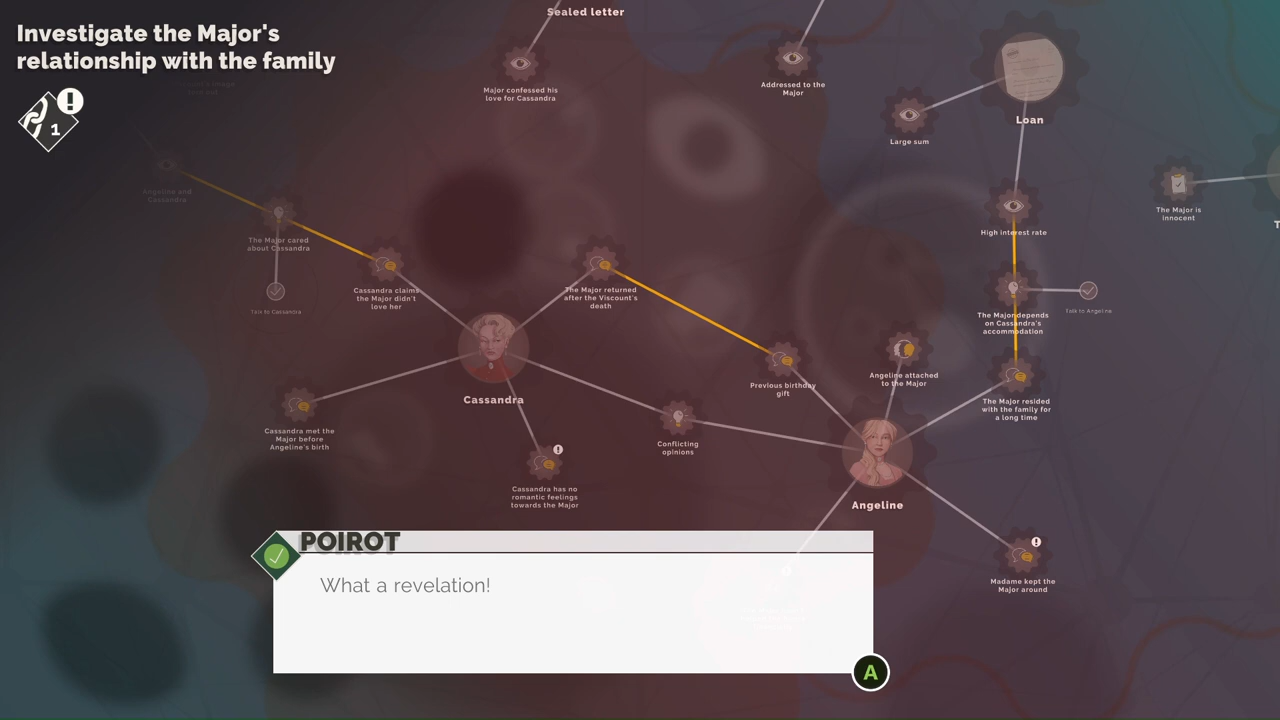 Sealed letter
Investigate the Major's
relationship with the family
1
Major confessed his
love for Cassandra
Addressed to the
Major
Large sum
Loan
Angeline and
Cassandra
The Major is
innocent
The Major cared
about Cassandra
High interest rate
Cassandra claims
the Major didn't
love her
The Major returned
after the Viscount's
death
Talk to Cassandra
The Major depends
on Cassandra's
accommodation
Talk to Angeline
Previous birthday
gift
Angeline attached
to the Major
Cassandra
The Major resided
with the family for
a long time
Cassandra met the
Major before
Angeline's birth
Conflicting
opinions
Cassandra has no
romantic feelings
towards the Major
Angeline
Madame kept the
Major around
POIROT
What a revelation!
A